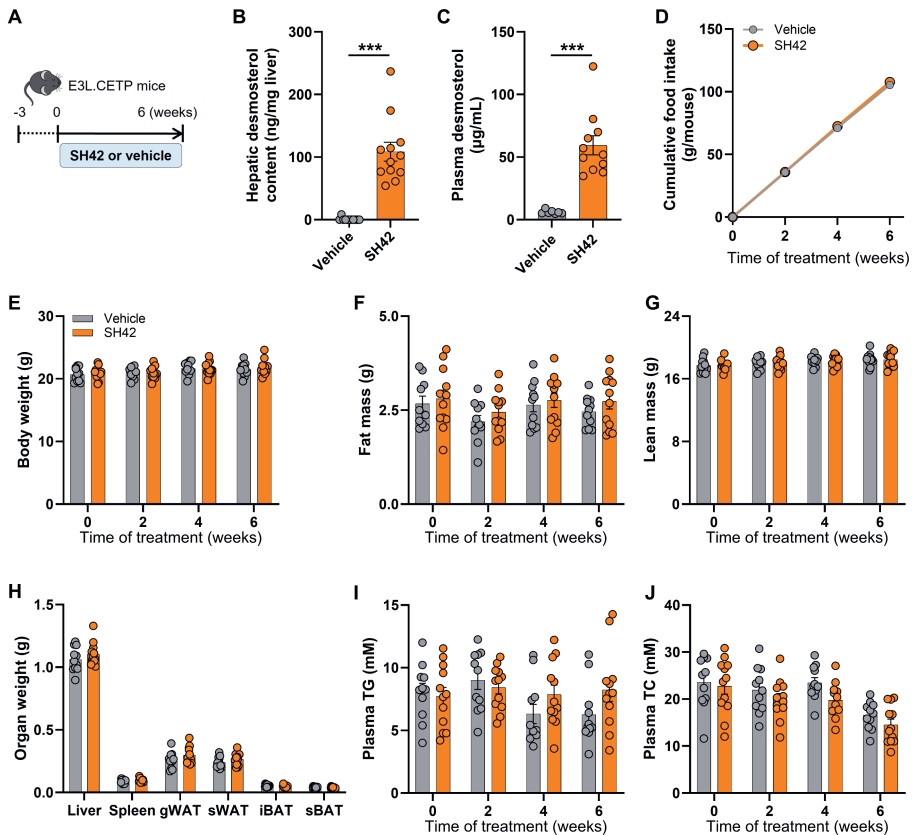 A
E3L.CETP mice
-3 0 6 (weeks)
SH42 or vehicle
B
Hepatic desmosterol
content (ng/mg liver)
300
200
100
0
***
Vehicle SH42
C
Plasma desmosterol
(µg/mL)
150
100
50
0
***
Vehicle SH42
D
Vehicle
SH42
Cumulative food intake
(g/mouse)
150
100
50
0
0 2 4 6
Time of treatment (weeks)
E
Vehicle
SH42
Body weight (g)
30
20
10
0
0 2 4 6
Time of treatment (weeks)
F
Fat mass (g)
5.0
2.5
0.0
0 2 4 6
Time of treatment (weeks)
G
Lean mass (g)
24
16
8
0
0 2 4 6
Time of treatment (weeks)
H
Organ weight (g)
1.5
1.0
0.5
0.0
Liver Spleen gWAT sWAT iBAT sBAT
I
Plasma TG (mM)
15
10
5
0
0 2 4 6
Time of treatment (weeks)
J
Plasma TC (mM)
40
30
20
10
0
0 2 4 6
Time of treatment (weeks)